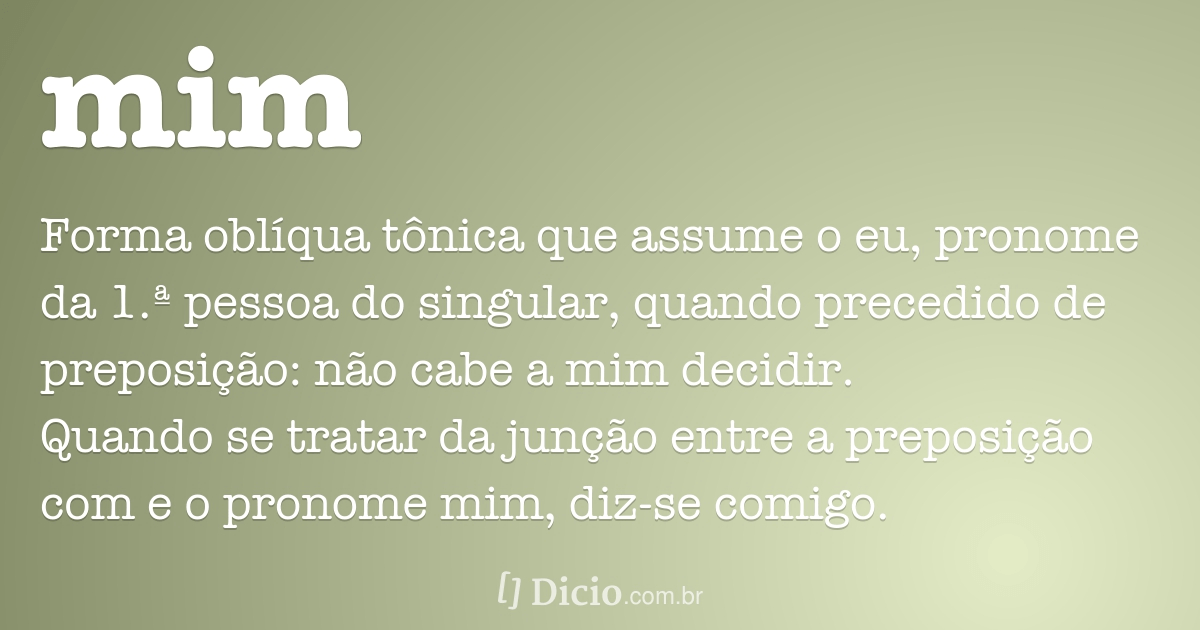 mim
Forma oblíqua tônica que assume o eu, pronome
da 1.ª pessoa do singular, quando precedido de
preposição: não cabe a mim decidir.
Quando se tratar da junção entre a preposição
com e o pronome mim, diz-se comigo.
[] Dicio.com.br